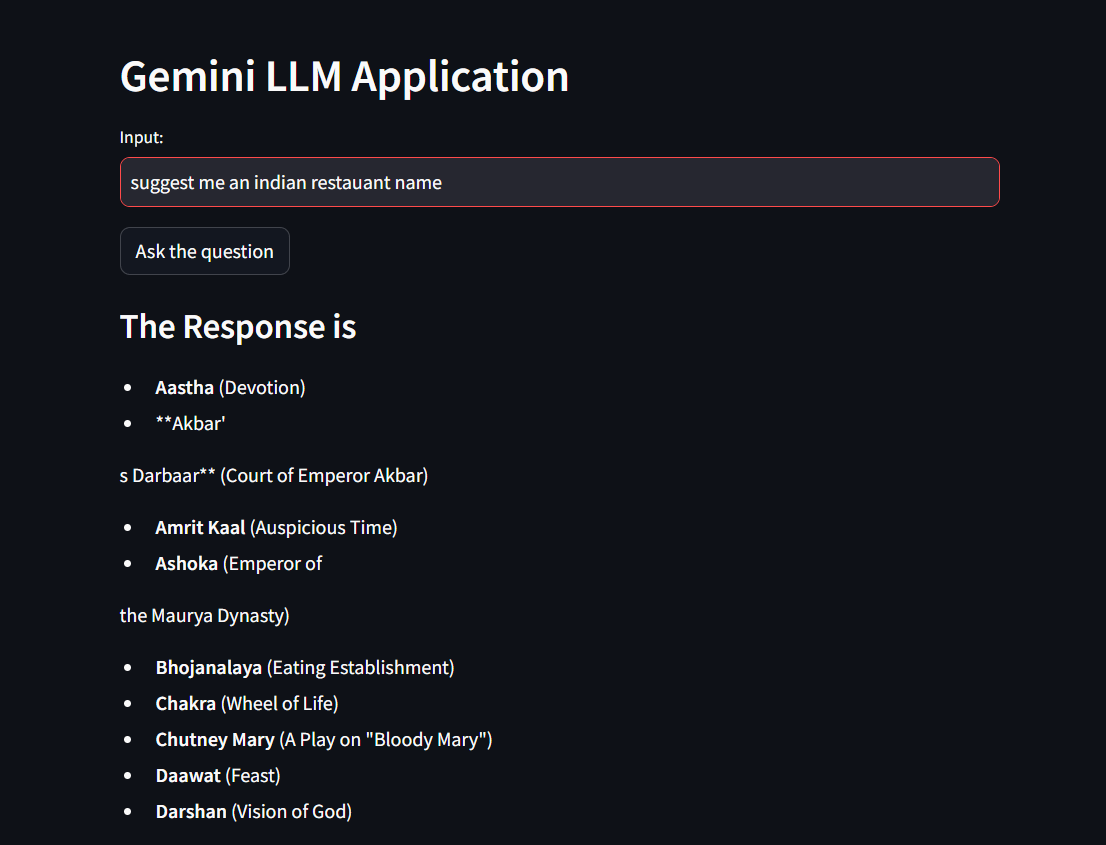 Gemini LLM Application
Input:
suggest me an indian restauant name
Ask the question
The Response is
• Aastha (Devotion)
• **Akbar'
s Darbaar** (Court of Emperor Akbar)
• Amrit Kaal (Auspicious Time)
• Ashoka (Emperor of
the Maurya Dynasty)
• Bhojanalaya (Eating Establishment)
• Chakra (Wheel of Life)
• Chutney Mary (A Play on "Bloody Mary")
• Daawat (Feast)
• Darshan (Vision of God)